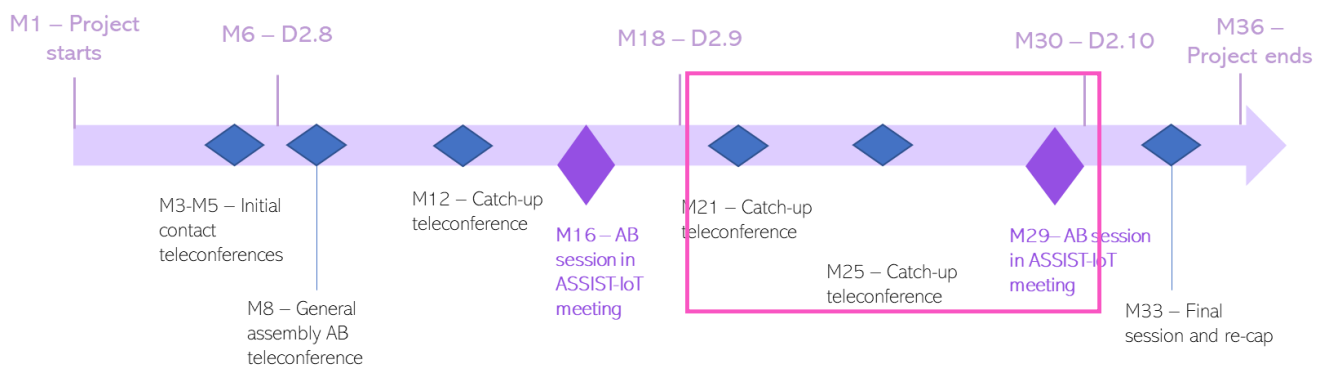 M1 – Project
starts
M6 – D2.8
M18 – D2.9
M30 – D2.10
M36 –
Project ends
M3-M5 – Initial
contact
teleconferences
M8 – General
assembly AB
teleconference
M12 – Catch-up
teleconference
M16 – AB
session in
ASSIST-IoT
meeting
M21 – Catch-up
teleconference
M25 – Catch-up
teleconference
M29– AB session
in ASSIST-IoT
meeting
M33 – Final
session and re-cap